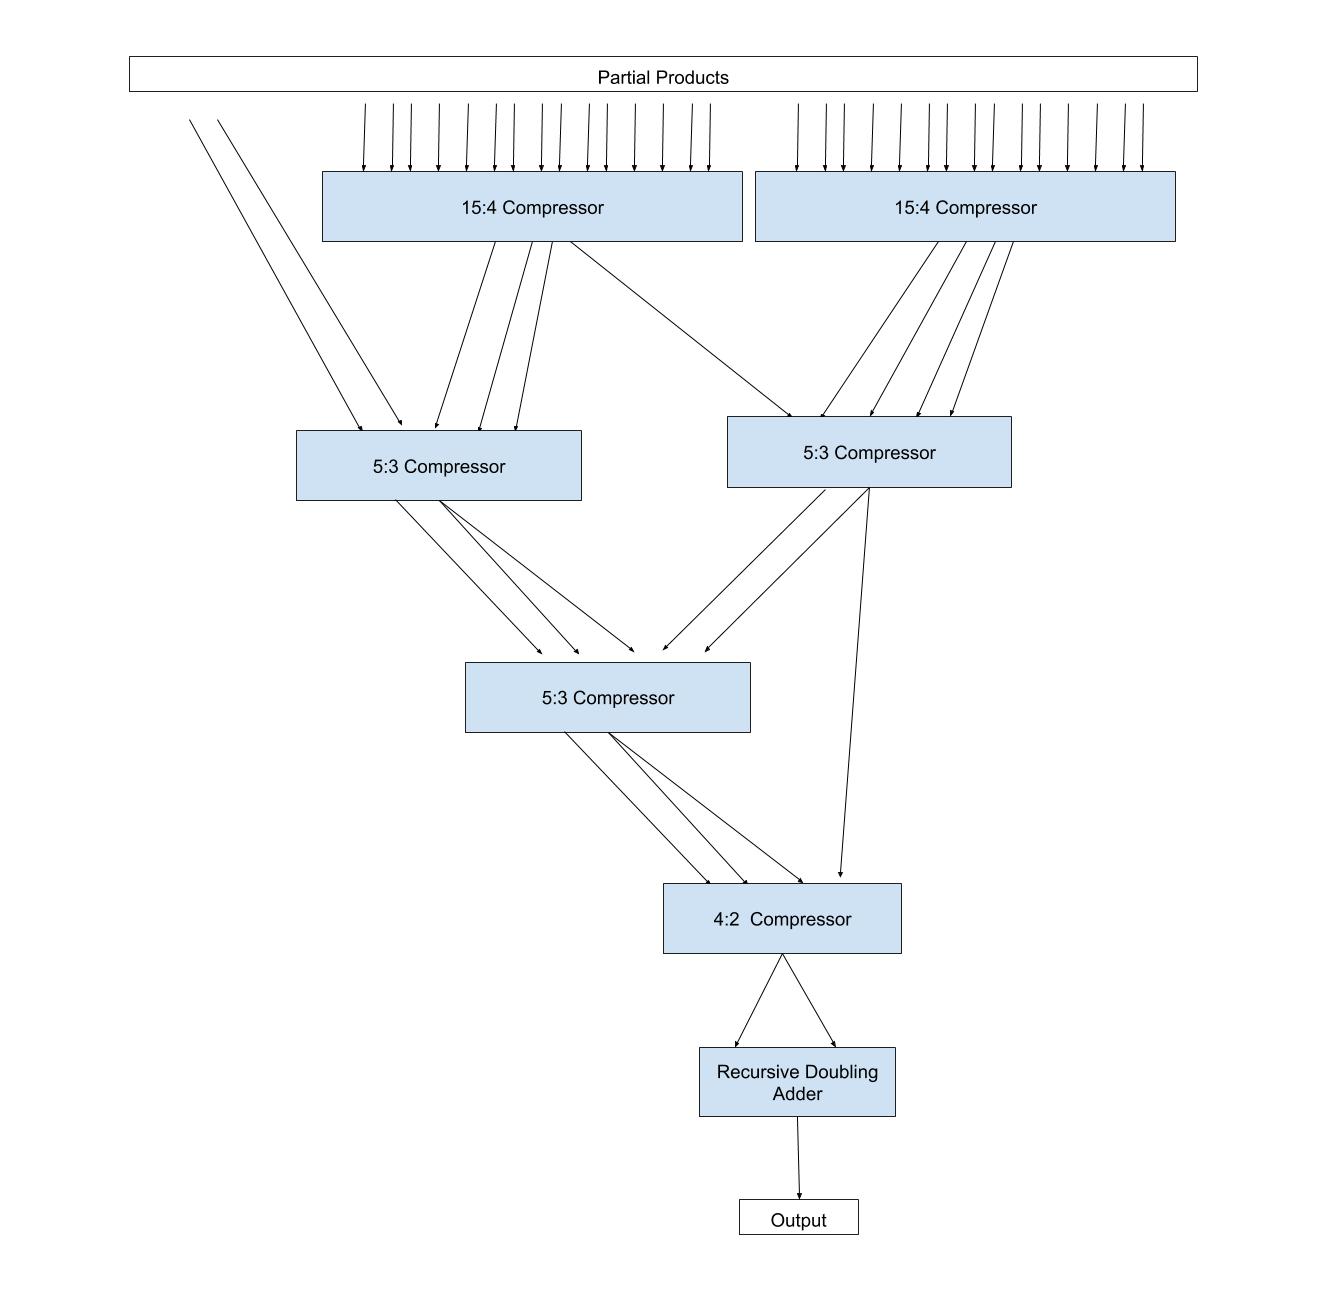 Partial Products
15:4 Compressor
15:4 Compressor
5:3 Compressor
5:3 Compressor
5:3 Compressor
4:2  Compressor
Recursive Doubling
Adder
Output